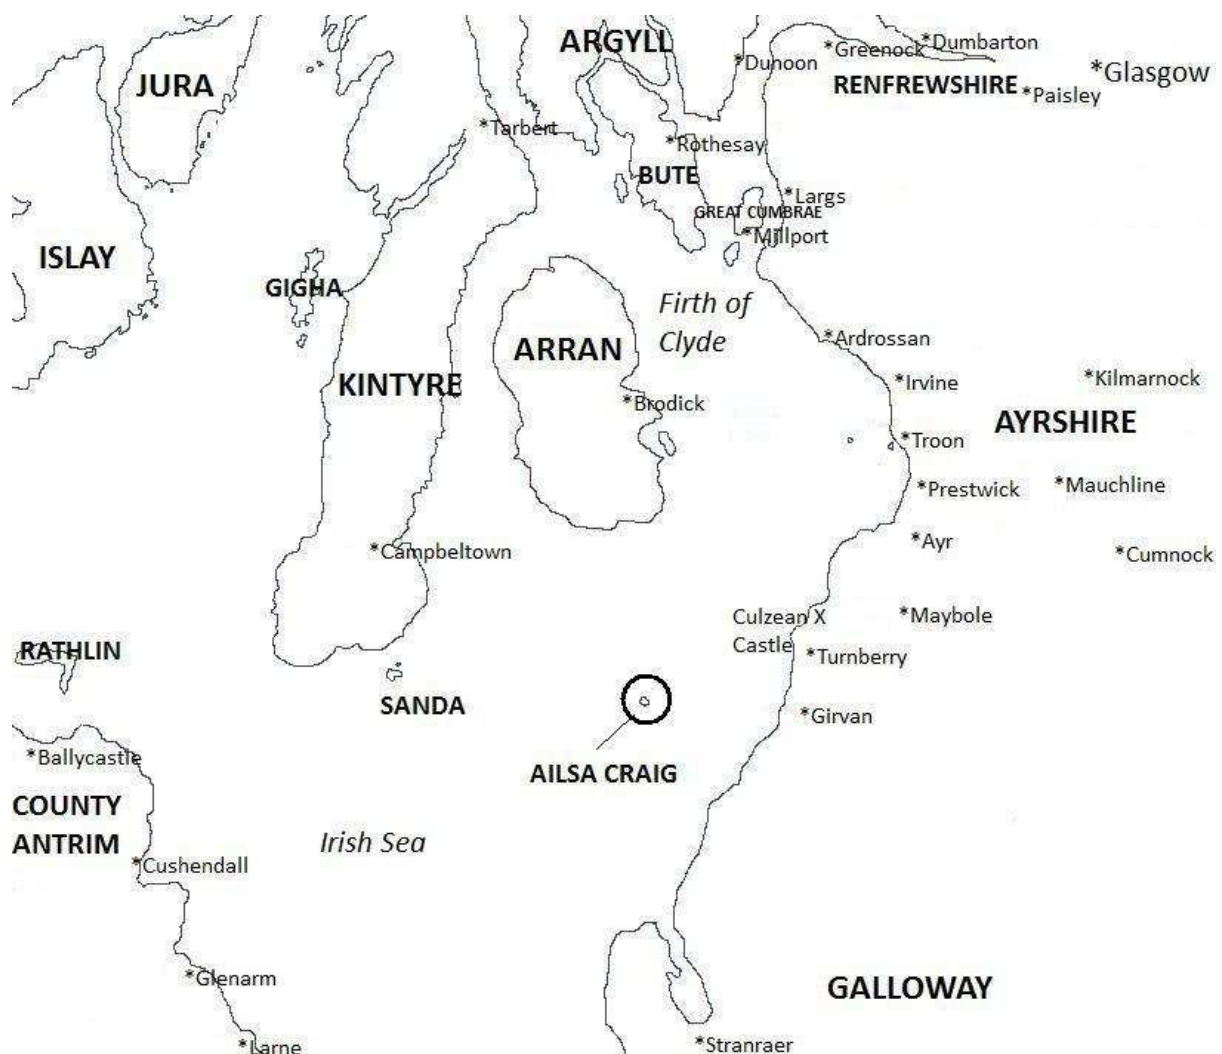 ARGYLL
*Dunoon
*Greenock
*Dumbarton
*Glasgow
JURA
RENFREWSHIRE
*Paisley
*Tarbert
*Rothesay
BUTE
*Largs
GREAT CUMBRAE
*Millport
ISLAY
GIGHA
Firth of
Clyde
ARRAN
*Ardrossan
KINTYRE
*Irvine
*Kilmarnock
*Brodick
AYRSHIRE
*Troon
*Prestwick
*Mauchline
*Campbeltown
*Ayr
*Cumnock
Culzean X
Castle
*Maybole
RATHLIN
*Turnberry
SANDA
*Girvan
*Ballycastle
AILSA CRAIG
COUNTY
ANTRIM
Irish Sea
*Cushendall
*Glenarm
GALLOWAY
*Larne
*Stranraer